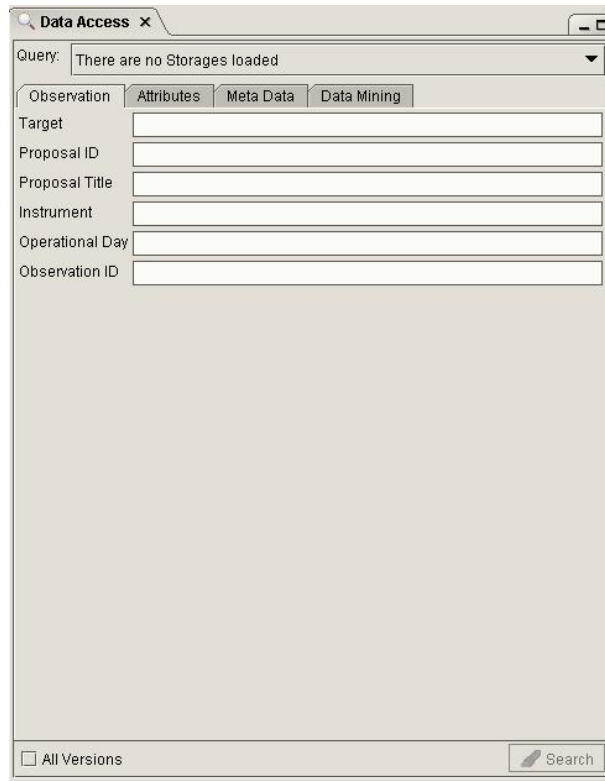 Data Access
Query: There are no Storages loaded
Observation Attributes Meta Data Data Mining
Target
Proposal ID
Proposal Title
Instrument
Operational Day
Observation ID
All Versions Search